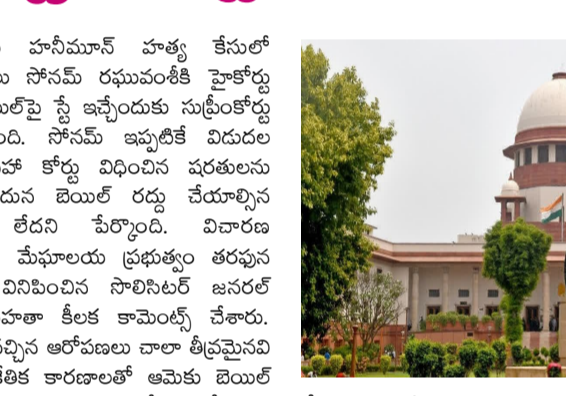 హనీమూన్ హత్య కేసులో
సోనమ్ రఘువంశీకి హైకోర్టు
స్టే ఇచ్చేందుకు సుప్రీంకోర్టు
సోనమ్ ఇప్పటికే విడుదల
కోర్టు విధించిన షరతులను
బెయిల్ రద్దు చేయాల్సిన
లేదని పేర్కొంది. విచారణ
మేఘాలయ ప్రభుత్వం తరఫున
వినిపించిన సొలిసిటర్ జనరల్
కీలక కామెంట్స్ చేశారు.
ఆరోపణలు చాలా తీవ్రమైనవి
కారణాలతో ఆమెకు బెయిల్